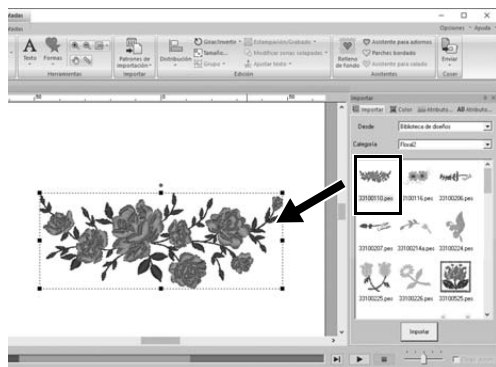 Opciones
Ayuda
A
Texto
Formas
Herramientas
Patrones de
importación
Importar
Distribución
Girar/Invertir
Tamaño...
Grupo
Estampación/Grabado
Modificar zonas solapadas
Ajustar texto
Edición
Relleno
de fondo
Asistente para adornos
Parches bordado
Asistente para calado
Asistentes
Enviar
Coser
Importar
Importar
Color
Atributo...
AB Atributo...
Desde
Biblioteca de diseños
Categoría
Floral2
33100110.pes
33100116.pes
33100206.pes
33100207.pes
33100214a.pes
33100224.pes
33100225.pes
33100226.pes
33100525.pes
Importar